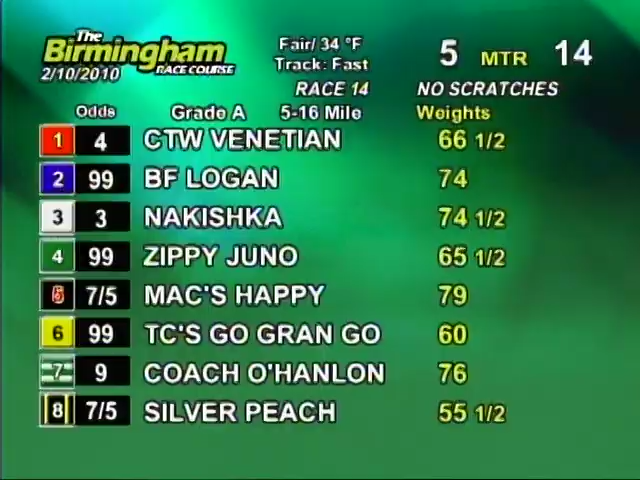 The
Birmingham
RACE COURSE
2/10/2010
Fair/ 34 °F
Track: Fast
5 MTR 14
RACE 14 NO SCRATCHES
Odds Grade A 5-16 Mile Weights
1 4 CTW VENETIAN 66 1/2
2 99 BF LOGAN 74
3 3 NAKISHKA 74 1/2
4 99 ZIPPY JUNO 65 1/2
7/5 MAC'S HAPPY 79
6 99 TC'S GO GRAN GO 60
7 9 COACH O'HANLON 76
8 7/5 SILVER PEACH 55 1/2